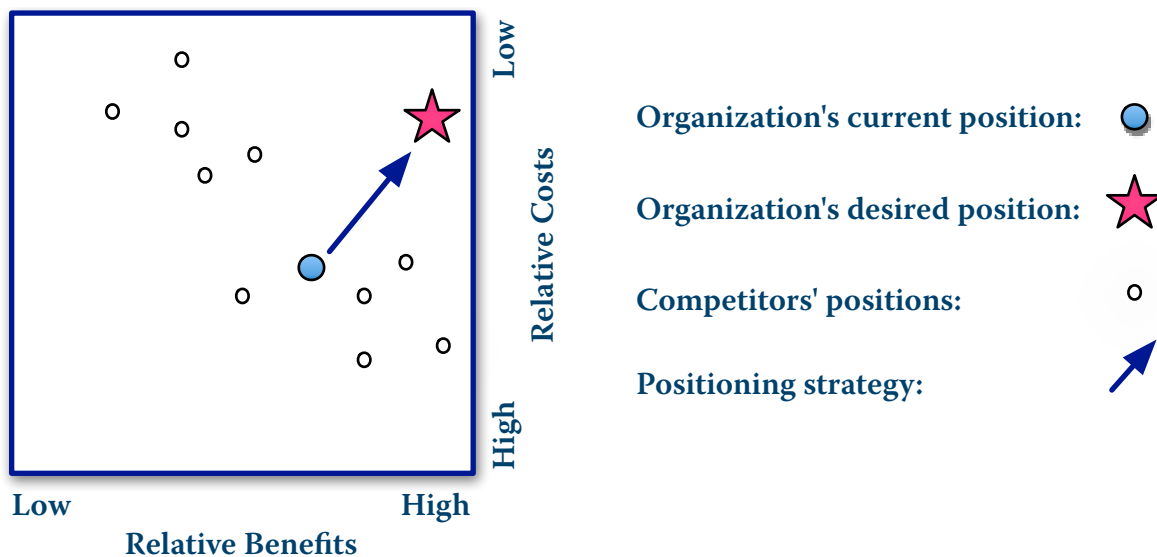 Low
Relative Costs
High
Low
High
Relative Benefits
Organization's current position:
Organization's desired position:
Competitors' positions:
Positioning strategy: